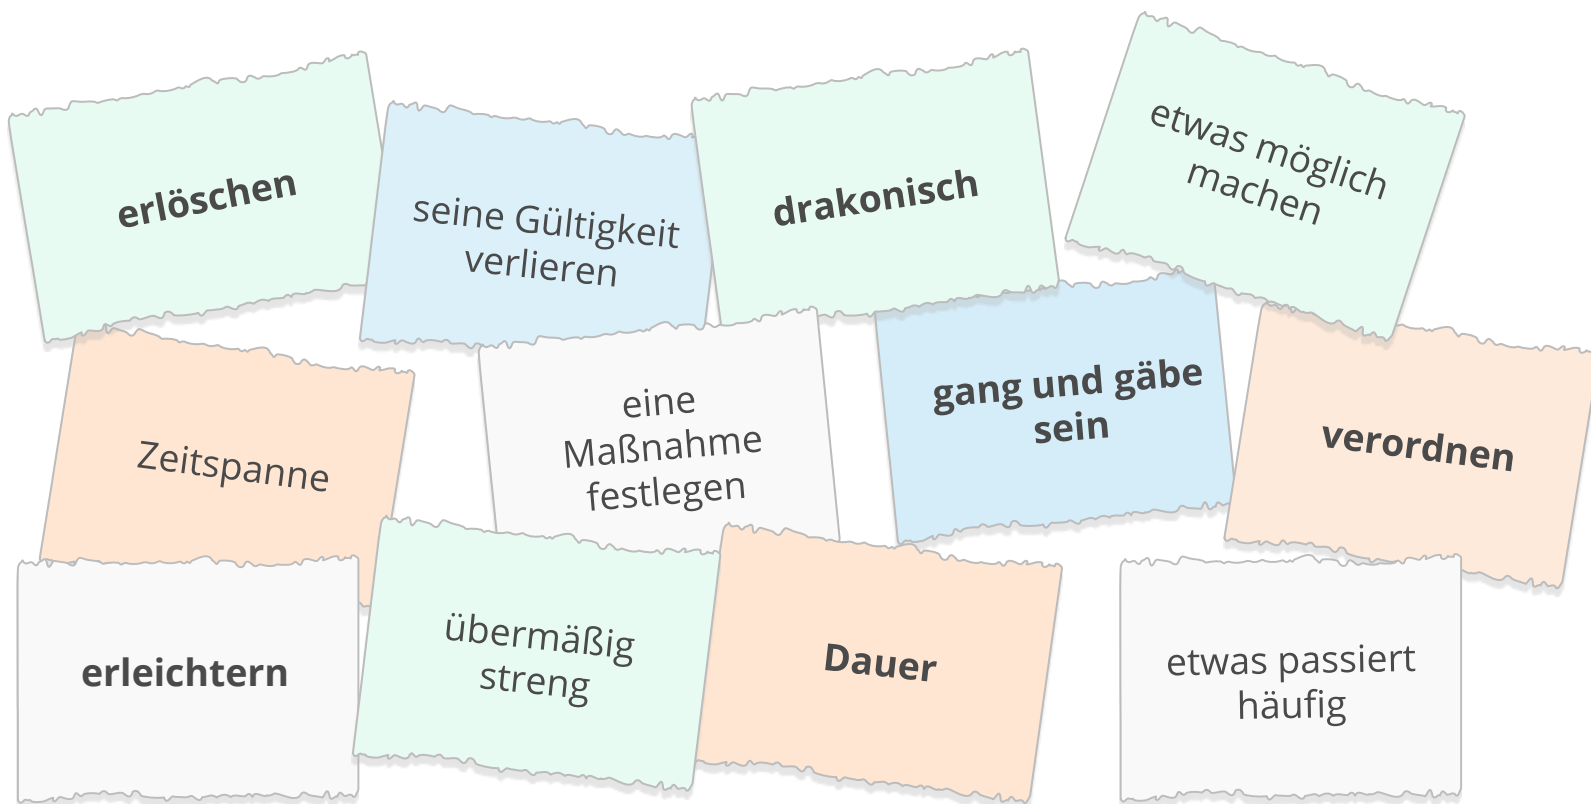 erlöschen
seine Gültigkeit
verlieren
drakonisch
etwas möglich
machen
Zeitspanne
eine
Maßnahme
festlegen
gang und gäbe
sein
verordnen
erleichtern
übermäßig
streng
Dauer
etwas passiert
häufig